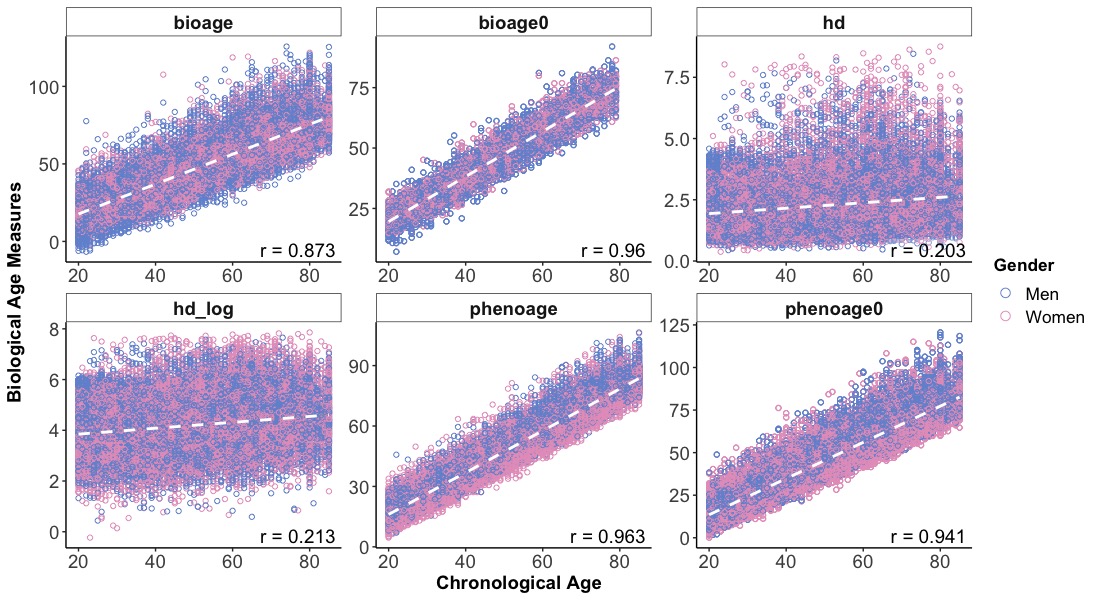 bioage
bioage0
hd
Biological Age Measures
100
50
0
r = 0.873
20 40 60 80
75
50
25
r = 0.96
20 40 60 80
7.5
5.0
2.5
0.0
r = 0.203
20 40 60 80
Gender
Men
Women
hd_log
phenoage
phenoage0
8
6
4
2
0
r = 0.213
20 40 60 80
90
60
30
0
r = 0.963
20 40 60 80
125
100
75
50
25
0
r = 0.941
20 40 60 80
Chronological Age